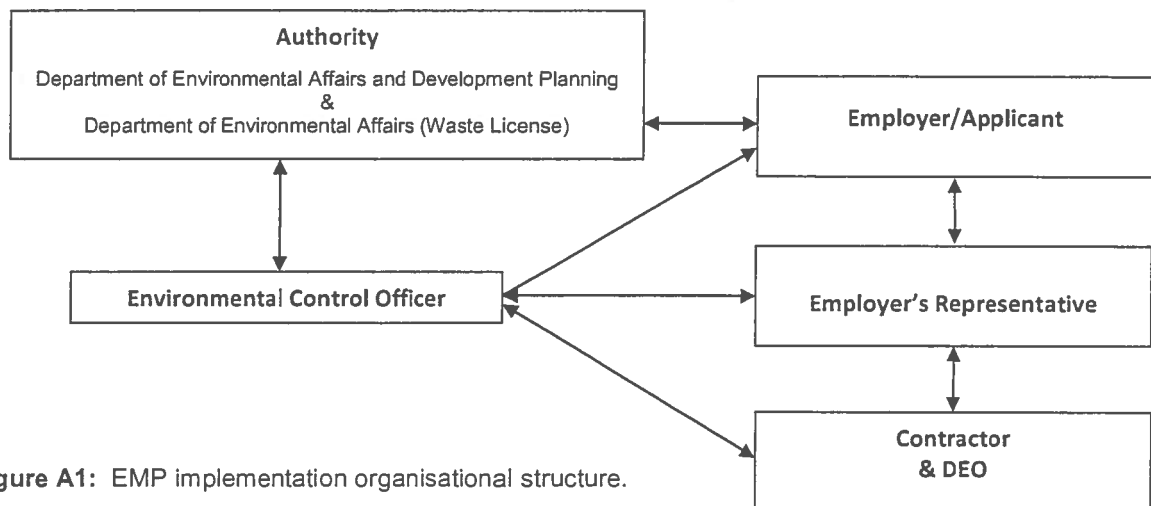 Authority
Department of Environmental Affairs and Development Planning
&
Department of Environmental Affairs (Waste License)
Employer/Applicant
Environmental Control Officer
Employer's Representative
Contractor
& DEO
gure A1: EMP implementation organisational structure.